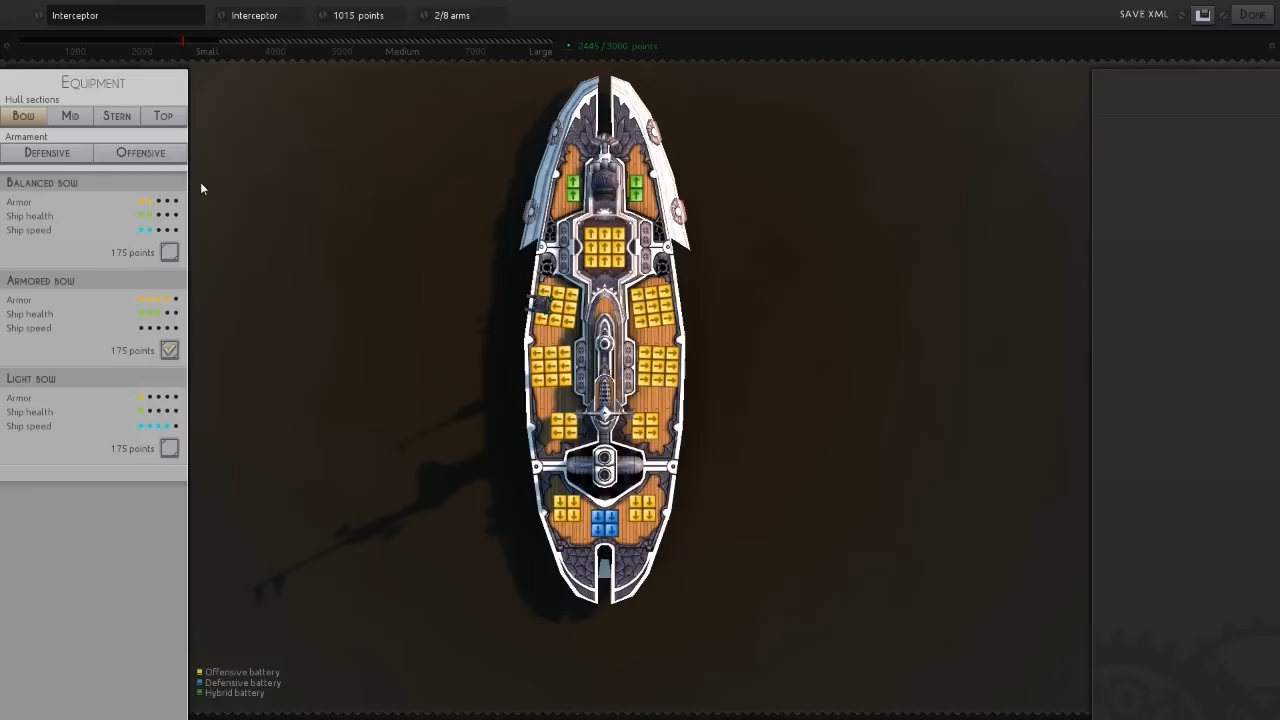 Interceptor
Interceptor
1015 points
2/8 arms
SAVE XML
DONE
1000
2000
Small
4000
5000
Medium
7000
Large
2445 / 3000 points
EQUIPMENT
Hull sections
BOW
MID
STERN
TOP
Armament
DEFENSIVE
OFFENSIVE
BALANCED BOW
Armor
Ship health
Ship speed
175 points
ARMORED BOW
Armor
Ship health
Ship speed
175 points
LIGHT BOW
Armor
Ship health
Ship speed
175 points
Offensive battery
Defensive battery
Hybrid battery